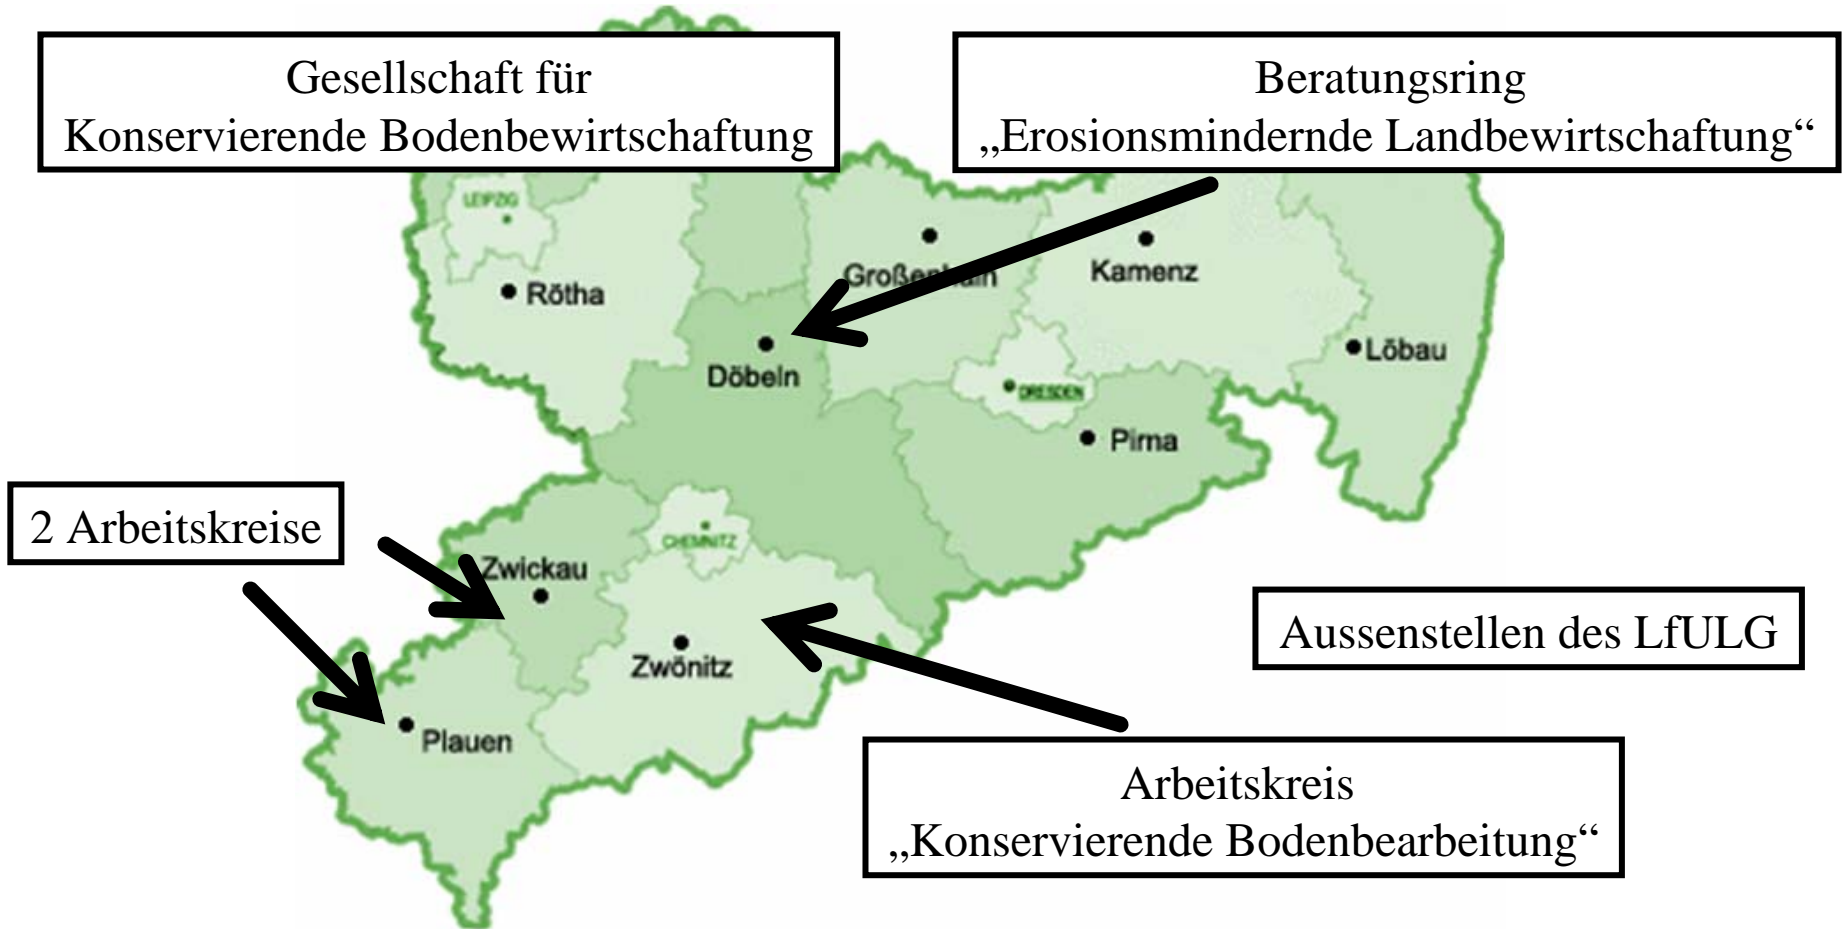 Gesellschaft für
Konservierende Bodenbewirtschaftung
Beratungsring
„Erosionsmindernde Landbewirtschaftung“
LEIPZIG
Rötha
Großenhain
Kamenz
Döbeln
Löbau
DRESDEN
Pirna
2 Arbeitskreise
CHEMNITZ
Zwickau
Zwönitz
Aussenstellen des LfULG
Plauen
Arbeitskreis
„Konservierende Bodenbearbeitung“